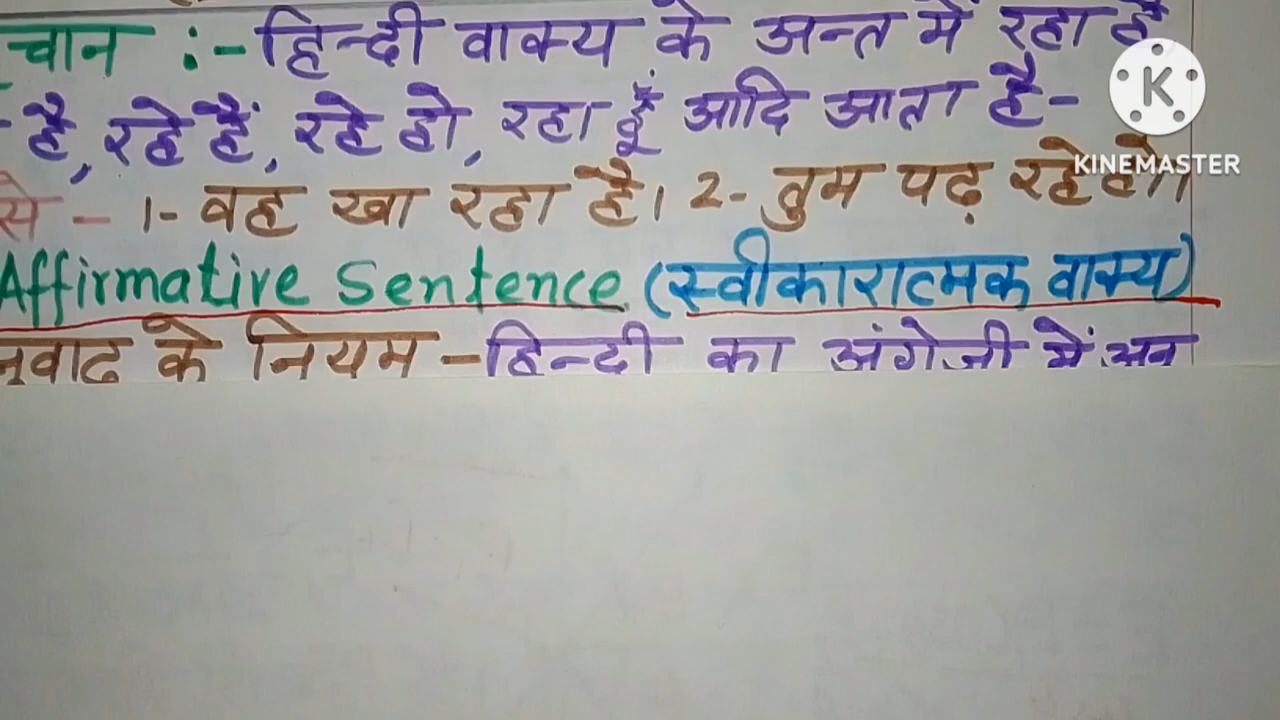 चान :- हिन्दी वाक्य के अन्त में रहा है
है, रहे हैं, रहे हो, रहा हूँ आदि आता है-
से - 1- वह खा रहा है। 2- तुम पढ़ रहे हो।
Affirmative Sentence (स्वीकारात्मक वाक्य)
नुवाद के नियम - हिन्दी का अंगेजी में अन
K
KINEMASTER